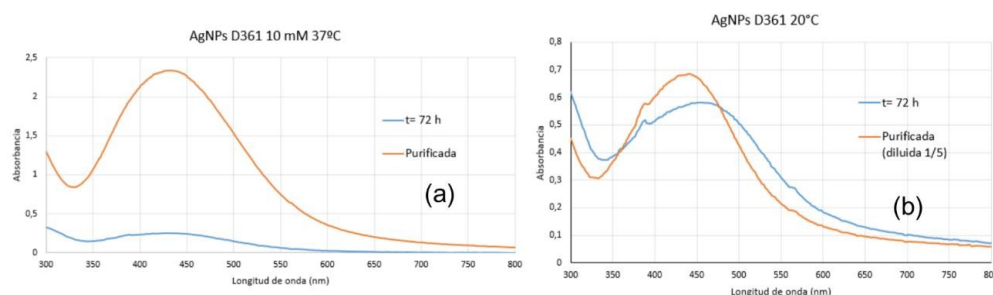 AgNPs D361 10 mM 37ºC
2,5
2
1,5
1
0,5
0
Absorbancia
300 350 400 450 500 550 600 650 700 750 800
Longitud de onda (nm)
t= 72 h
Purificada
(a)
AgNPs D361 20°C
0,8
0,7
0,6
0,5
0,4
0,3
0,2
0,1
0
Absorbancia
300 350 400 450 500 550 600 650 700 750 800
Longitud de onda (nm)
t= 72 h
Purificada
(diluida 1/5)
(b)